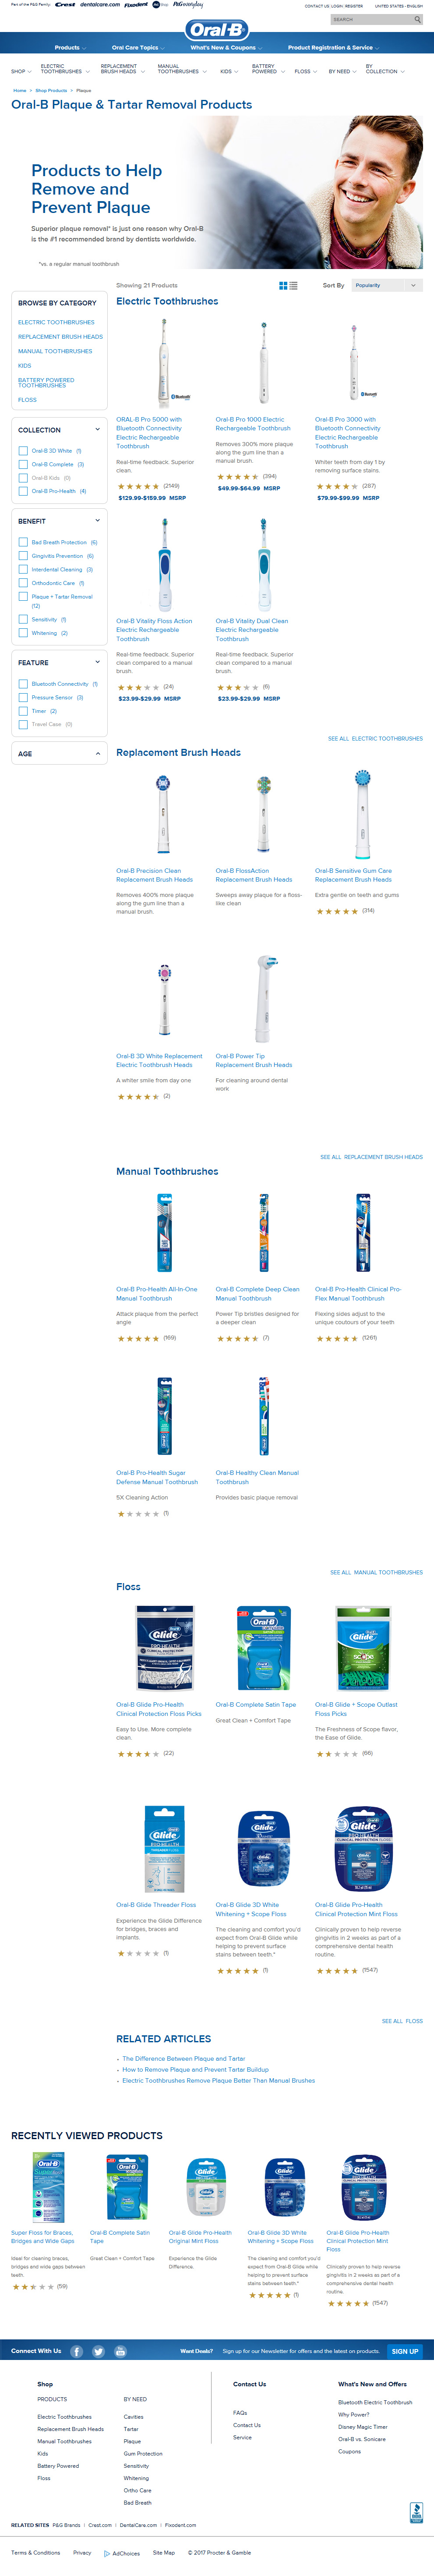 Part of the P&G Family: Crest dentalcare.com Fixodent P&G everyday
CONTACT US LOGIN REGISTER UNITED STATES - ENGLISH
SEARCH
Oral-B
Products Oral Care Topics What's New & Coupons Product Registration & Service
SHOP ELECTRIC TOOTHBRUSHES REPLACEMENT BRUSH HEADS MANUAL TOOTHBRUSHES KIDS BATTERY POWERED FLOSS BY NEED BY COLLECTION
Home > Shop Products > Plaque
Oral-B Plaque & Tartar Removal Products
Products to Help
Remove and
Prevent Plaque
Superior plaque removal* is just one reason why Oral-B
is the #1 recommended brand by dentists worldwide.
*vs. a regular manual toothbrush
Showing 21 Products
Sort By Popularity
BROWSE BY CATEGORY
ELECTRIC TOOTHBRUSHES
REPLACEMENT BRUSH HEADS
MANUAL TOOTHBRUSHES
KIDS
BATTERY POWERED
TOOTHBRUSHES
FLOSS
COLLECTION
Oral-B 3D White (1)
Oral-B Complete (3)
Oral-B Kids (0)
Oral-B Pro-Health (4)
BENEFIT
Bad Breath Protection (6)
Gingivitis Prevention (6)
Interdental Cleaning (3)
Orthodontic Care (1)
Plaque + Tartar Removal
(12)
Sensitivity (1)
Whitening (2)
FEATURE
Bluetooth Connectivity (1)
Pressure Sensor (3)
Timer (2)
Travel Case (0)
AGE
Electric Toothbrushes
Bluetooth
ORAL-B Pro 5000 with
Bluetooth Connectivity
Electric Rechargeable
Toothbrush
Real-time feedback. Superior
clean.
(2149)
$129.99-$159.99 MSRP
Oral-B Pro 1000 Electric
Rechargeable Toothbrush
Removes 300% more plaque
along the gum line than a
manual brush.
(394)
$49.99-$64.99 MSRP
Bluetooth
Oral-B Pro 3000 with
Bluetooth Connectivity
Electric Rechargeable
Toothbrush
Whiter teeth from day 1 by
removing surface stains.
(287)
$79.99-$99.99 MSRP
Oral-B Vitality Floss Action
Electric Rechargeable
Toothbrush
Real-time feedback. Superior
clean compared to a manual
brush.
(24)
$23.99-$29.99 MSRP
Oral-B Vitality Dual Clean
Electric Rechargeable
Toothbrush
Real-time feedback. Superior
clean compared to a manual
brush.
(6)
$23.99-$29.99 MSRP
SEE ALL ELECTRIC TOOTHBRUSHES
Replacement Brush Heads
Oral-B Precision Clean
Replacement Brush Heads
Removes 400% more plaque
along the gum line than a
manual brush.
Oral-B FlossAction
Replacement Brush Heads
Sweeps away plaque for a floss-
like clean
Oral-B Sensitive Gum Care
Replacement Brush Heads
Extra gentle on teeth and gums
(314)
Oral-B 3D White Replacement
Electric Toothbrush Heads
A whiter smile from day one
(2)
Oral-B Power Tip
Replacement Brush Heads
For cleaning around dental
work
SEE ALL REPLACEMENT BRUSH HEADS
Manual Toothbrushes
Oral-B Pro-Health All-In-One
Manual Toothbrush
Attack plaque from the perfect
angle
(169)
Oral-B Complete Deep Clean
Manual Toothbrush
Power Tip bristles designed for
a deeper clean
(7)
Oral-B Pro-Health Clinical Pro-
Flex Manual Toothbrush
Flexing sides adjust to the
unique coutours of your teeth
(1261)
Oral-B Pro-Health Sugar
Defense Manual Toothbrush
5X Cleaning Action
(1)
Oral-B Healthy Clean Manual
Toothbrush
Provides basic plaque removal
SEE ALL MANUAL TOOTHBRUSHES
Floss
Glide
PRO-HEALTH
CLINICAL PROTECTION
Oral-B Glide Pro-Health
Clinical Protection Floss Picks
Easy to Use. More complete
clean.
(22)
Oral-B
Oral-B Complete Satin Tape
Great Clean + Comfort Tape
Glide
scope
Oral-B Glide + Scope Outlast
Floss Picks
The Freshness of Scope flavor,
the Ease of Glide.
(66)
Glide
PRO-HEALTH
THREADER FLOSS
Oral-B Glide Threader Floss
Experience the Glide Difference
for bridges, braces and
implants.
(1)
Glide
Oral-B Glide 3D White
Whitening + Scope Floss
The cleaning and comfort you'd
expect from Oral-B Glide while
helping to prevent surface
stains between teeth."
(1)
Glide
PRO-HEALTH
CLINICAL PROTECTION FLOSS
Oral-B Glide Pro-Health
Clinical Protection Mint Floss
Clinically proven to help reverse
gingivitis in 2 weeks as part of a
comprehensive dental health
routine.
(1547)
SEE ALL FLOSS
RELATED ARTICLES
The Difference Between Plaque and Tartar
How to Remove Plaque and Prevent Tartar Buildup
Electric Toothbrushes Remove Plaque Better Than Manual Brushes
RECENTLY VIEWED PRODUCTS
Oral-B
Super Floss for Braces,
Bridges and Wide Gaps
Ideal for cleaning braces,
bridges and wide gaps between
teeth
(59)
Oral-B
Oral-B Complete Satin
Tape
Great Clean + Comfort Tape
Glide
Oral-B Glide Pro-Health
Original Mint Floss
Experience the Glide
Difference.
Glide
Oral-B Glide 3D White
Whitening + Scope Floss
The cleaning and comfort you'd
expect from Oral-B Glide while
helping to prevent surface
stains between teeth."
(1)
Glide
Oral-B Glide Pro-Health
Clinical Protection Mint
Floss
Clinically proven to help reverse
gingivitis in 2 weeks as part of a
comprehensive dental health
routine.
(1547)
Connect With Us
Want Deals? Sign up for our Newsletter for offers and the latest on products. SIGN UP
Shop
PRODUCTS
Electric Toothbrushes
Replacement Brush Heads
Manual Toothbrushes
Kids
Battery Powered
Floss
BY NEED
Cavities
Tartar
Plaque
Gum Protection
Sensitivity
Whitening
Ortho Care
Bad Breath
Contact Us
FAQs
Contact Us
Service
What's New and Offers
Bluetooth Electric Toothbrush
Why Power?
Disney Magic Timer
Oral-B vs. Sonicare
Coupons
BBB
RELATED SITES P&G Brands | Crest.com | DentalCare.com | Fixodent.com
Terms & Conditions Privacy AdChoices Site Map © 2017 Procter & Gamble